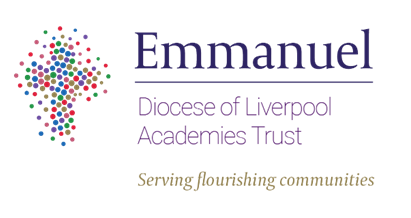 Emmanuel
Diocese of Liverpool
Academies Trust
Serving flourishing communities